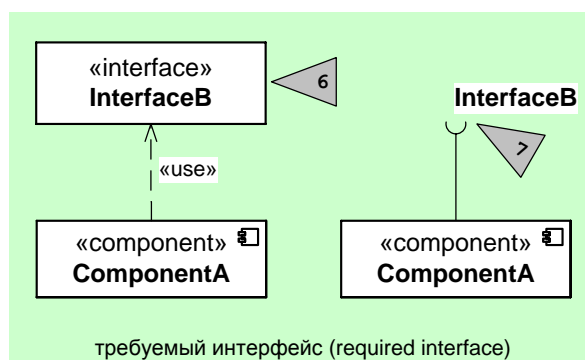 «interface»
InterfaceB
6
InterfaceB
7
«use»
«component»
ComponentA
«component»
ComponentA
требуемый интерфейс (required interface)